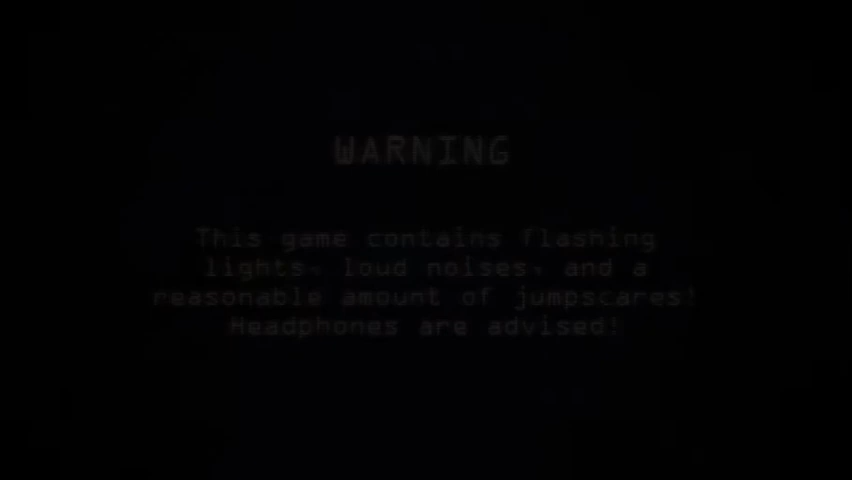 WARNING
This game contains flashing
lights, loud noises, and a
reasonable amount of jumpscares!
Headphones are advised!